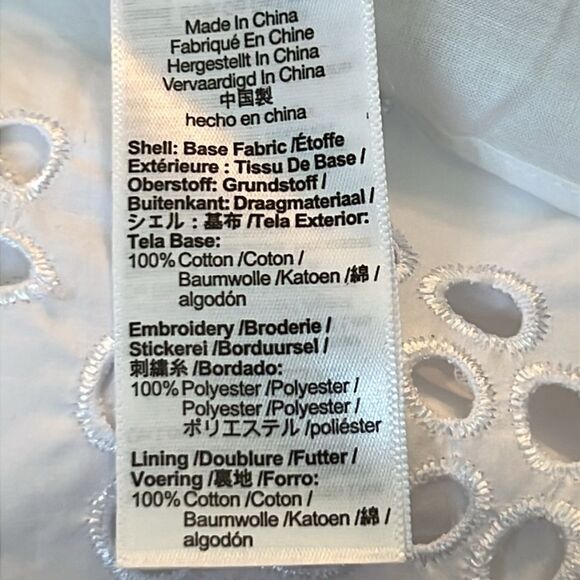 Made In China
Fabriqué En Chine
Hergestellt In China
Vervaardigd In China
中国製
hecho en china
Shell: Base Fabric /Étoffe
Extérieure : Tissu De Base /
Oberstoff: Grundstoff /
Buitenkant: Draagmateriaal /
シェル : 基布 /Tela Exterior:
Tela Base:
100% Cotton /Coton /
Baumwolle /Katoen /綿 /
algodón
Embroidery /Broderie /
Stickerei /Borduursel /
刺繍糸 /Bordado:
100% Polyester /Polyester /
Polyester /Polyester /
ポリエステル /poliéster
Lining /Doublure /Futter /
Voering /裏地 /Forro:
100% Cotton /Coton /
Baumwolle /Katoen /綿 /
algodón